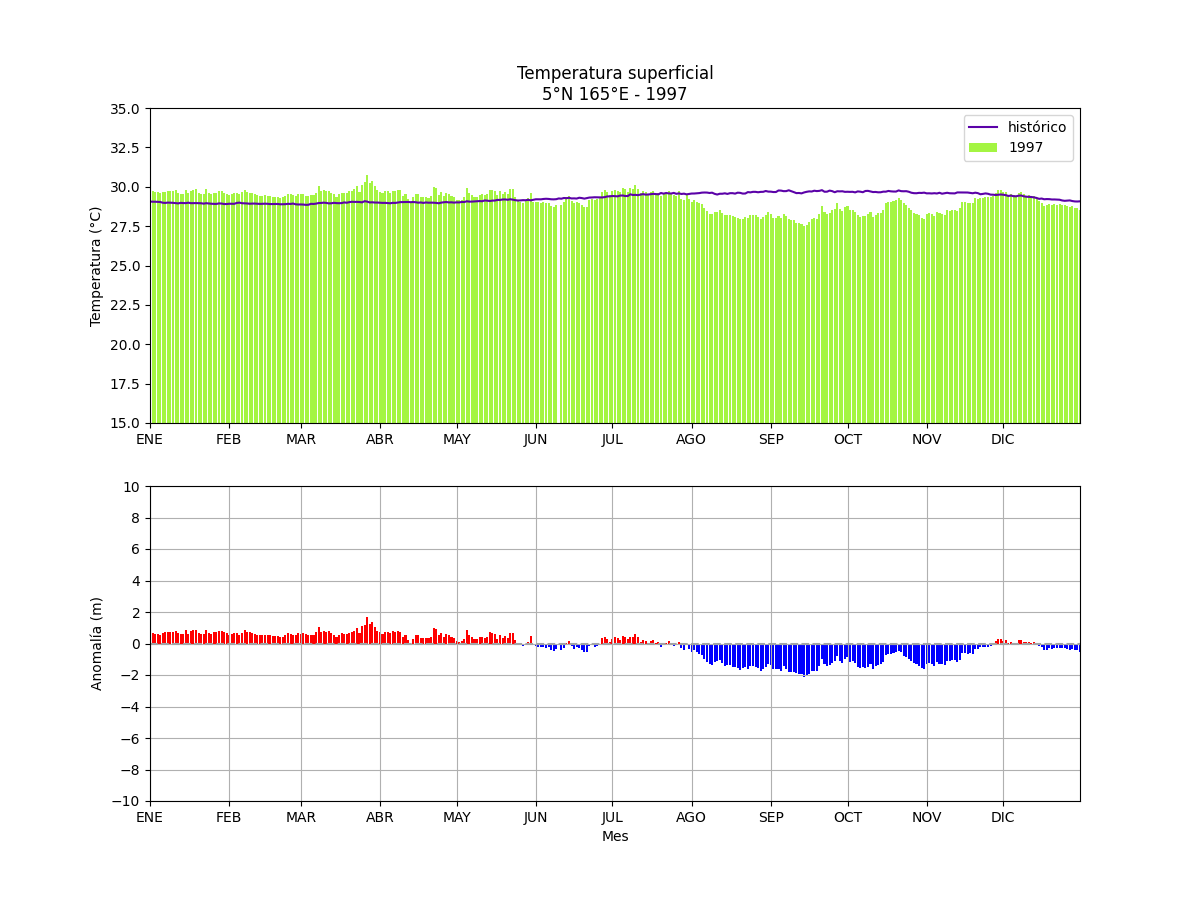 Temperatura superficial
5°N 165°E - 1997
35.0
32.5
30.0
27.5
25.0
22.5
20.0
17.5
15.0
Temperatura (°C)
histórico
1997
ENE FEB MAR ABR MAY JUN JUL AGO SEP OCT NOV DIC
10
8
6
4
2
0
−2
−4
−6
−8
−10
Anomalía (m)
ENE FEB MAR ABR MAY JUN JUL AGO SEP OCT NOV DIC
Mes